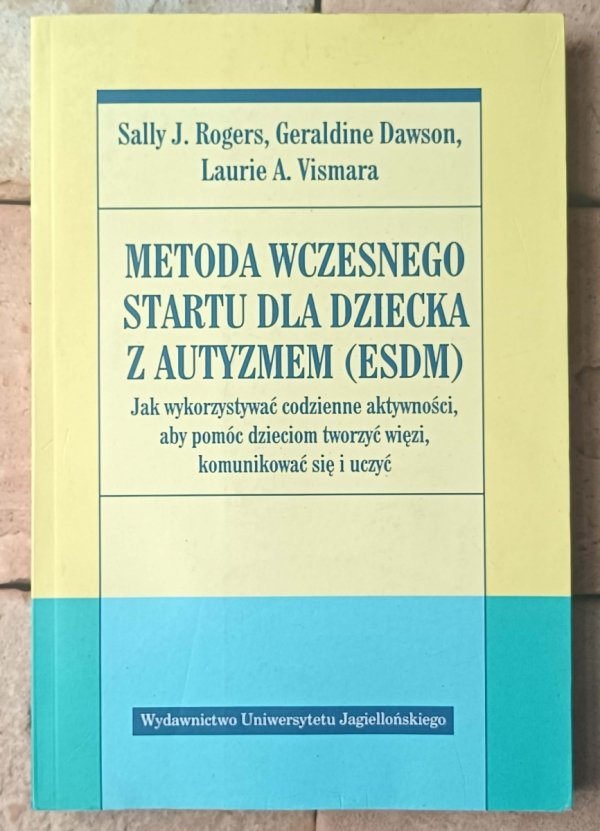 Sally J. Rogers, Geraldine Dawson,
Laurie A. Vismara
METODA WCZESNEGO
STARTU DLA DZIECKA
Z AUTYZMEM (ESDM)
Jak wykorzystywać codzienne aktywności,
aby pomóc dzieciom tworzyć więzi,
komunikować się i uczyć
Wydawnictwo Uniwersytetu Jagiellońskiego